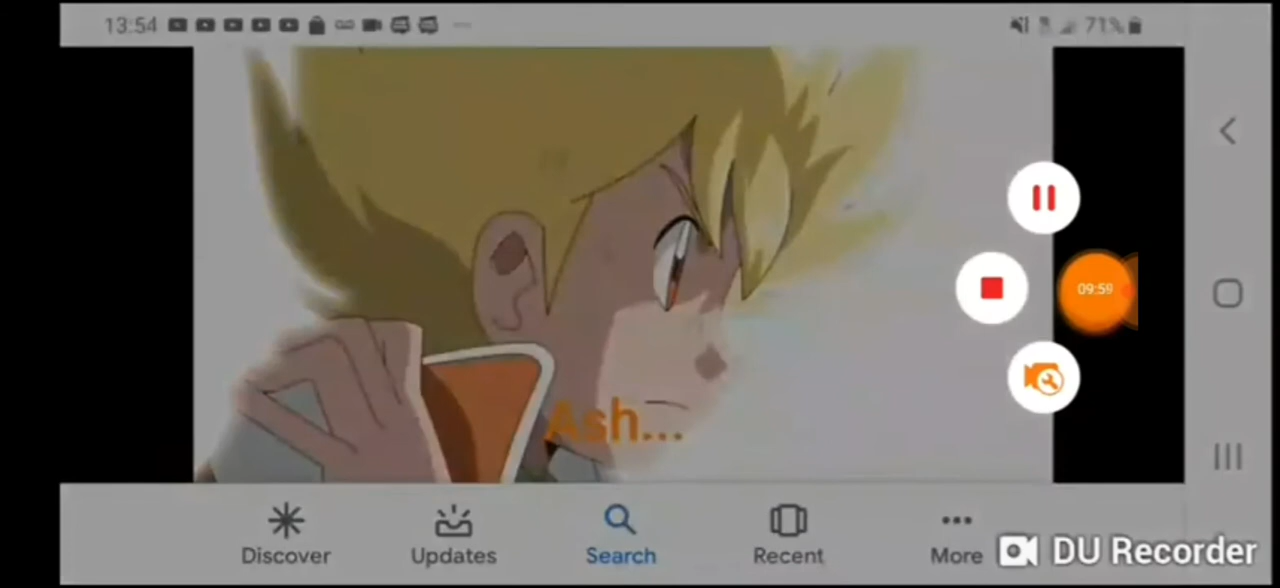 13:54
71%
09:59
Ash...
Discover
Updates
Search
Recent
More
DU Recorder